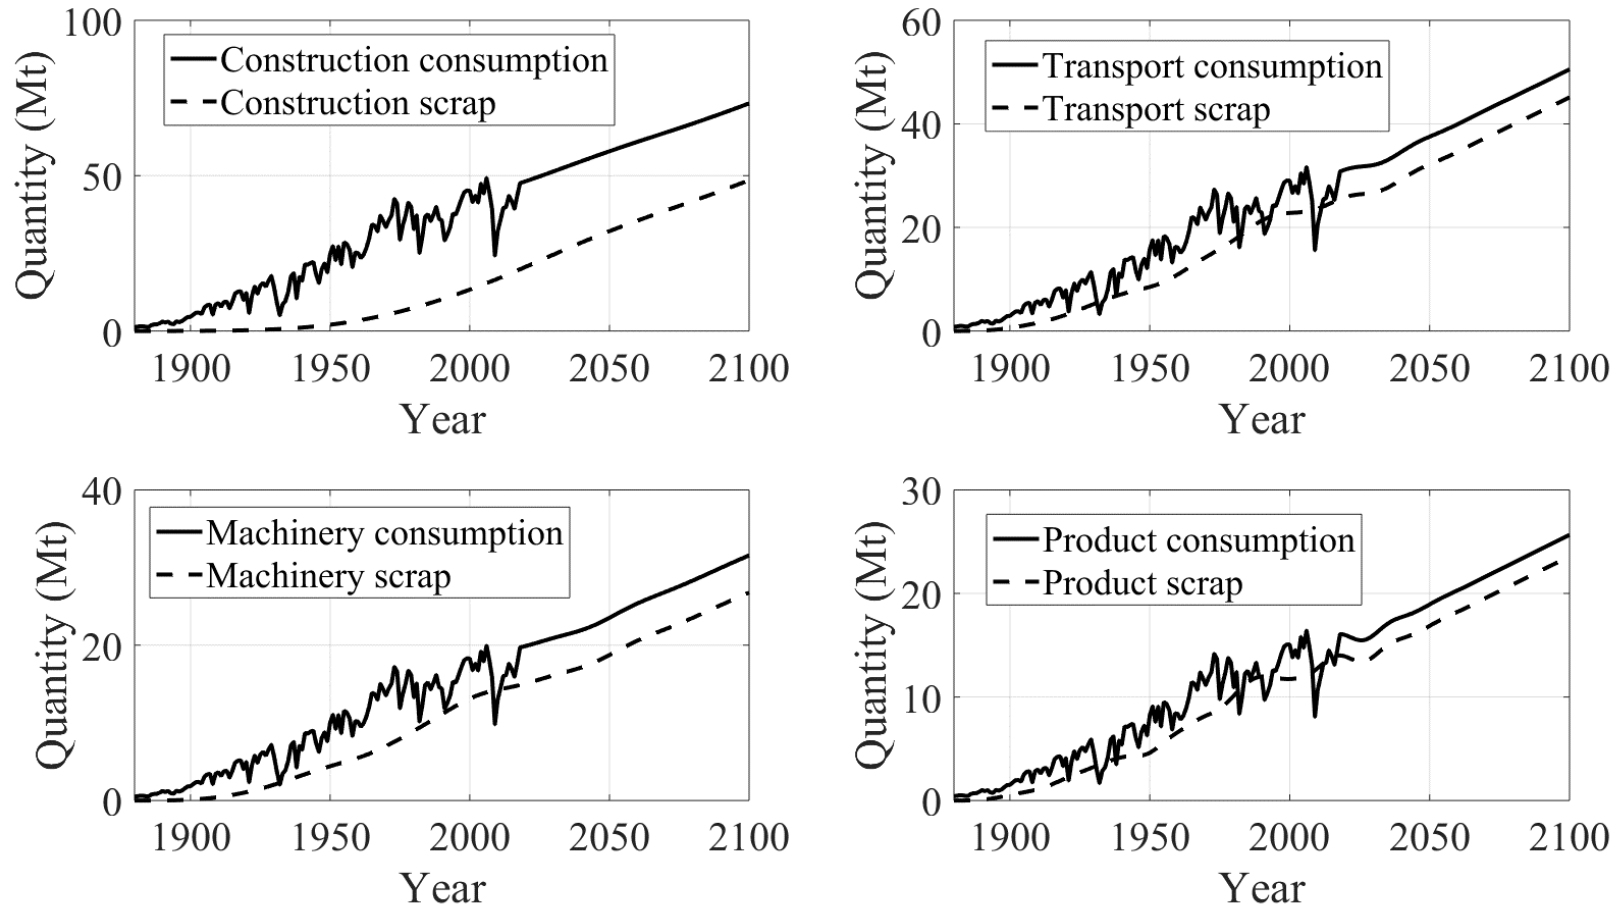 100
50
0
Quantity (Mt)
Construction consumption
Construction scrap
1900 1950 2000 2050 2100
Year
60
40
20
0
Quantity (Mt)
Transport consumption
Transport scrap
1900 1950 2000 2050 2100
Year
40
20
0
Quantity (Mt)
Machinery consumption
Machinery scrap
1900 1950 2000 2050 2100
Year
30
20
10
0
Quantity (Mt)
Product consumption
Product scrap
1900 1950 2000 2050 2100
Year